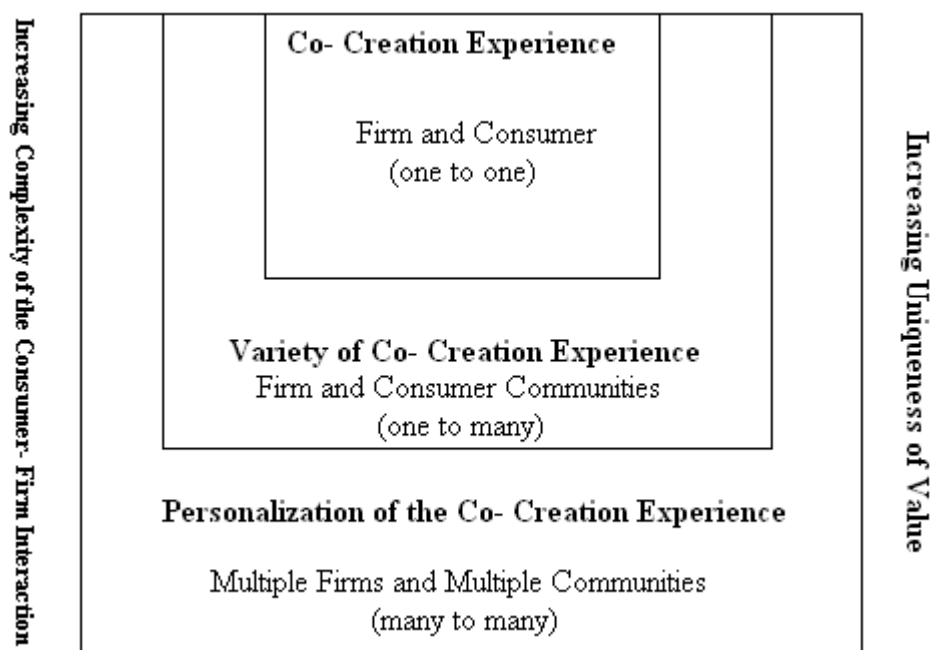 Increasing Complexity of the Consumer- Firm Interaction
Co- Creation Experience
Firm and Consumer
(one to one)
Variety of Co- Creation Experience
Firm and Consumer Communities
(one to many)
Personalization of the Co- Creation Experience
Multiple Firms and Multiple Communities
(many to many)
Increasing Uniqueness of Value